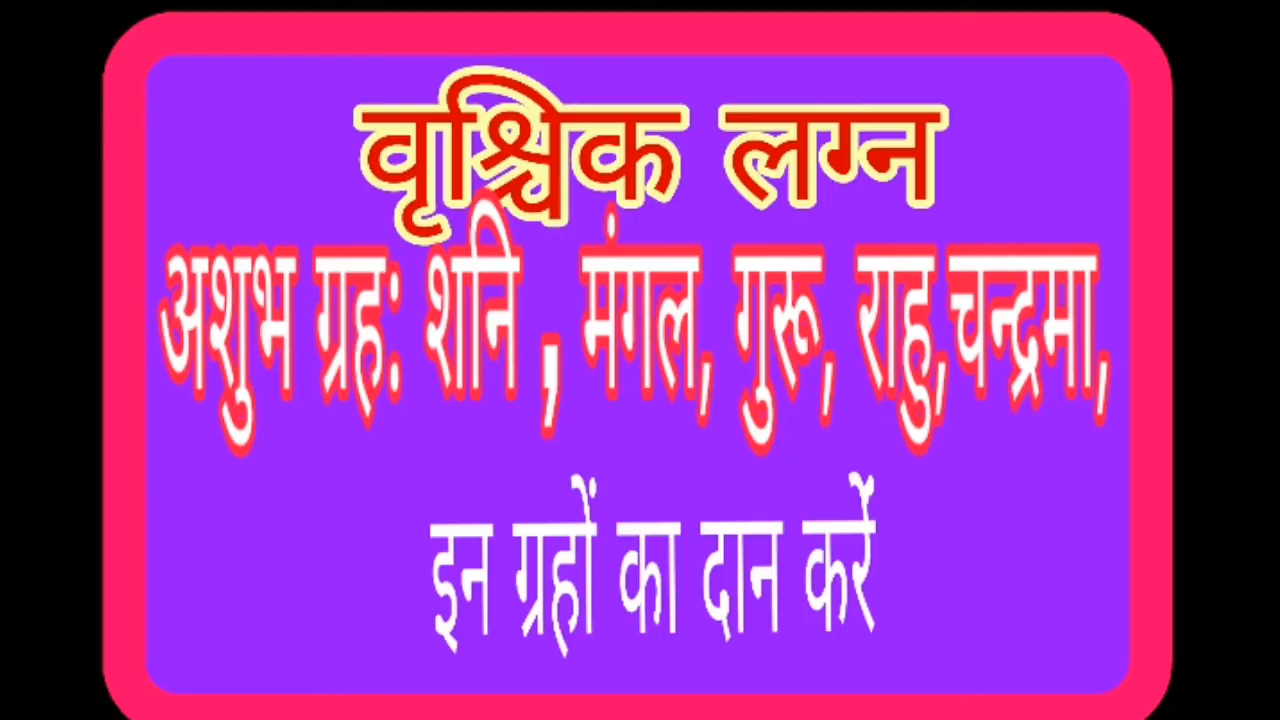 वृश्चिक लग्न
अशुभ ग्रह: शनि , मंगल, गुरू, राहु,चन्द्रमा,
इन ग्रहों का दान करें